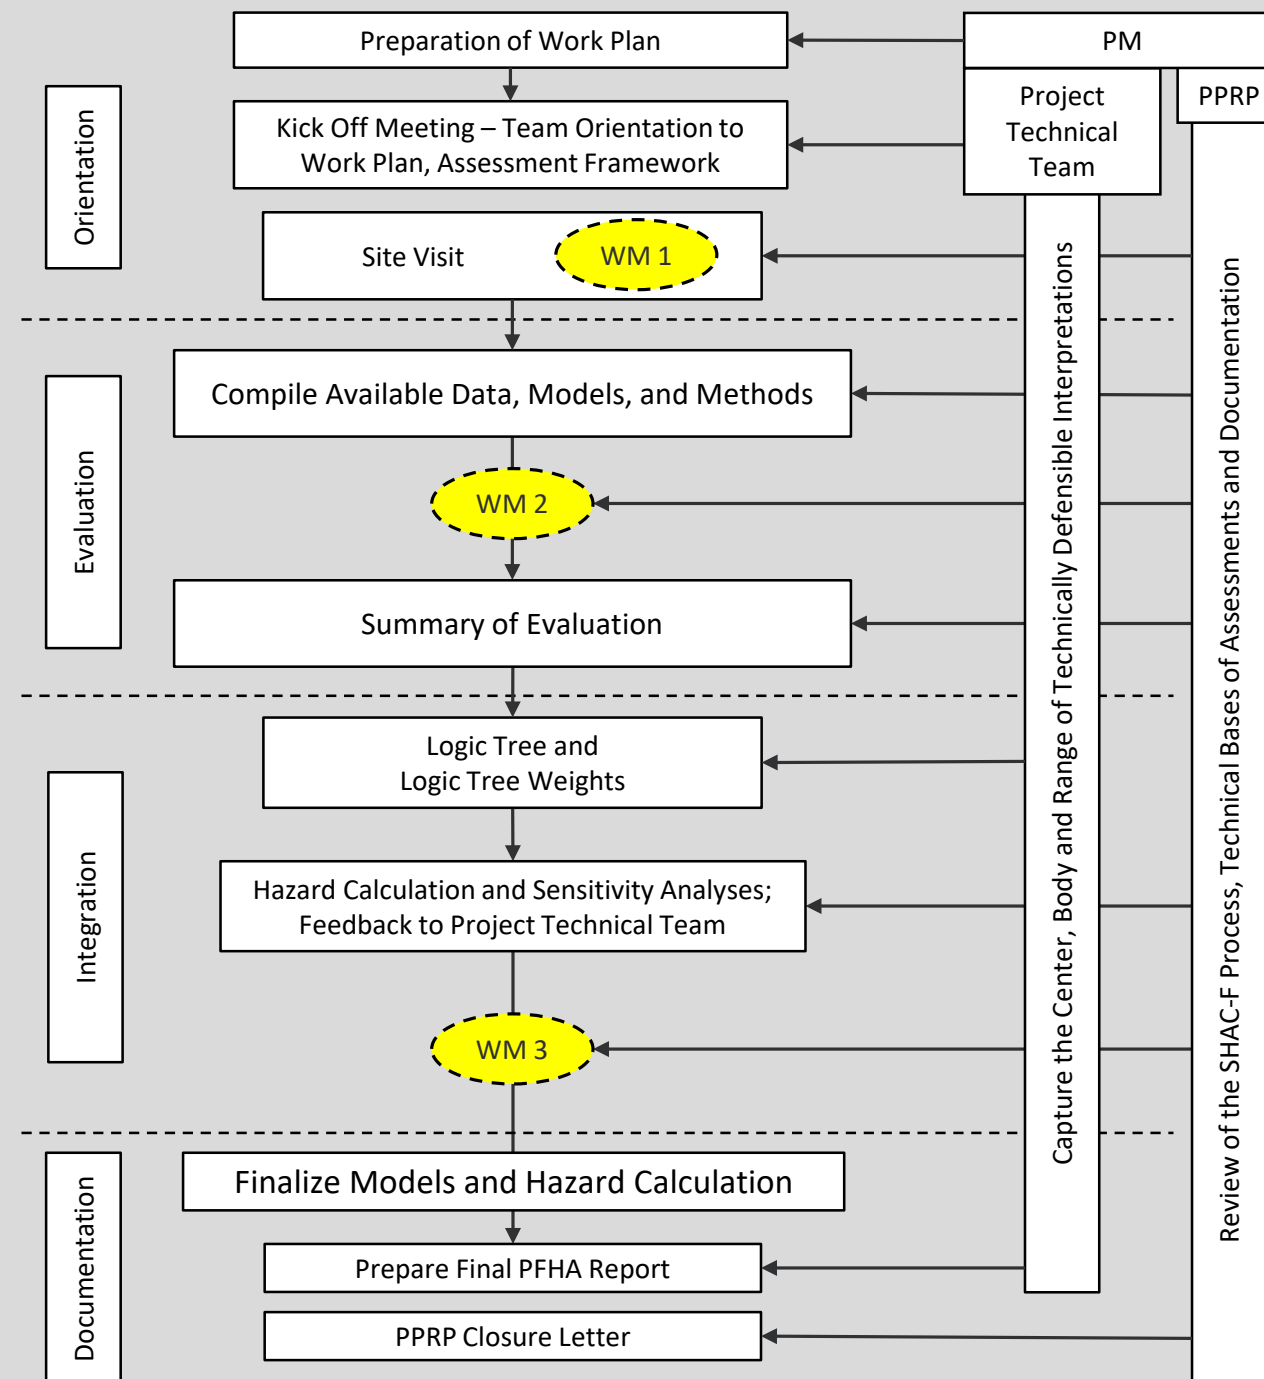 Preparation of Work Plan
PM
Orientation
Kick Off Meeting – Team Orientation to
Work Plan, Assessment Framework
Project
Technical
Team
PPRP
Site Visit
WM 1
Evaluation
Compile Available Data, Models, and Methods
WM 2
Summary of Evaluation
Integration
Logic Tree and
Logic Tree Weights
Hazard Calculation and Sensitivity Analyses;
Feedback to Project Technical Team
WM 3
Documentation
Finalize Models and Hazard Calculation
Prepare Final PFHA Report
PPRP Closure Letter
Capture the Center, Body and Range of Technically Defensible Interpretations
Review of the SHAC-F Process, Technical Bases of Assessments and Documentation